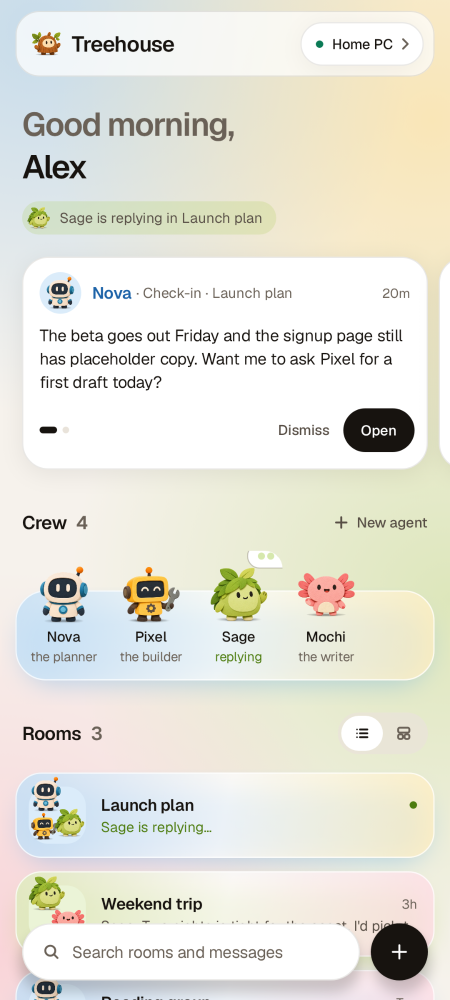 Treehouse
Home PC
Good morning,
Alex
Sage is replying in Launch plan
Nova · Check-in · Launch plan
20m
The beta goes out Friday and the signup page still
has placeholder copy. Want me to ask Pixel for a
first draft today?
Dismiss
Open
Crew 4
New agent
Nova
the planner
Pixel
the builder
Sage
replying
Mochi
the writer
Rooms 3
Launch plan
Sage is replying...
Weekend trip
3h
Search rooms and messages